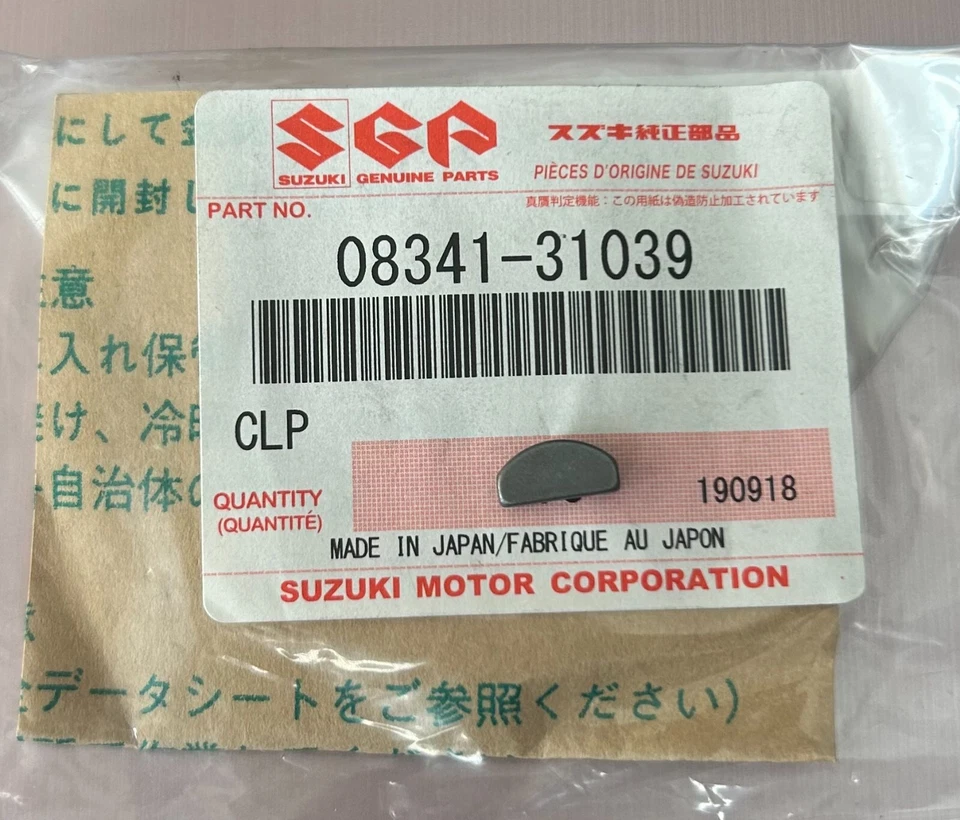 にして
に開封し
意
入れ保
け、冷
自治体の
SGP
SUZUKI GENUINE PARTS
スズキ純正部品
PIÈCES D'ORIGINE DE SUZUKI
PART NO.
真贋判定機能:この用紙は偽造防止加工されています
08341-31039
CLP
QUANTITY
(QUANTITÉ)
190918
MADE IN JAPAN/FABRIQUE AU JAPON
SUZUKI MOTOR CORPORATION
データシートをご参照ください)